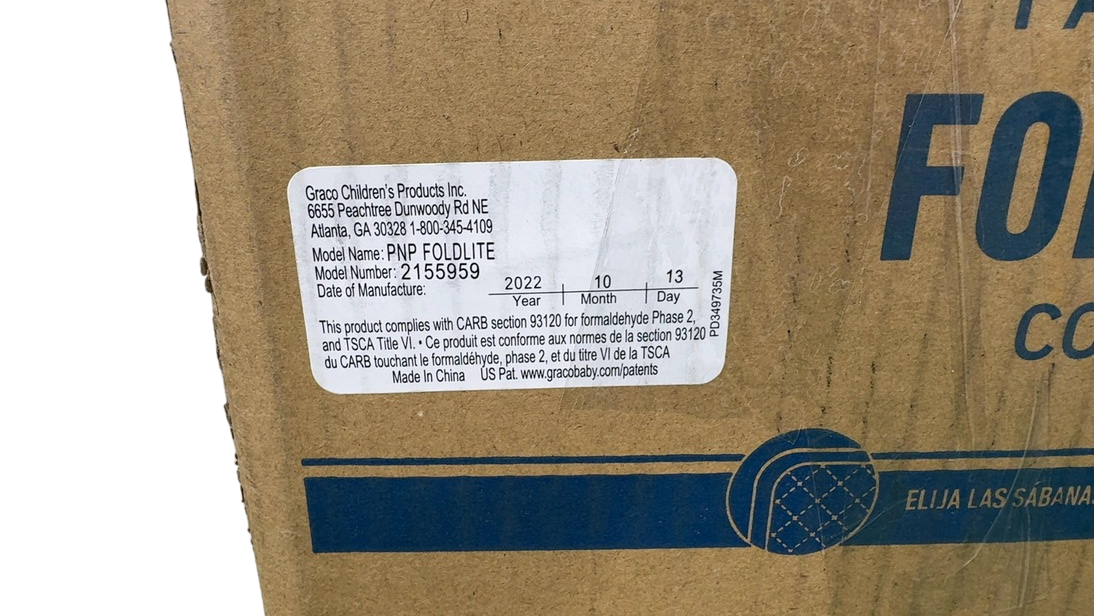 Graco Children's Products Inc.
6655 Peachtree Dunwoody Rd NE
Atlanta, GA 30328 1-800-345-4109
Model Name: PNP FOLDLITE
Model Number: 2155959
Date of Manufacture: 2022 10 13
Year Month Day
This product complies with CARB section 93120 for formaldehyde Phase 2,
and TSCA Title VI. • Ce produit est conforme aux normes de la section 93120
du CARB touchant le formaldéhyde, phase 2, et du titre VI de la TSCA
Made In China US Pat. www.gracobaby.com/patents
PD349735M
FO
CO
ELIJA LAS SÁBANAS